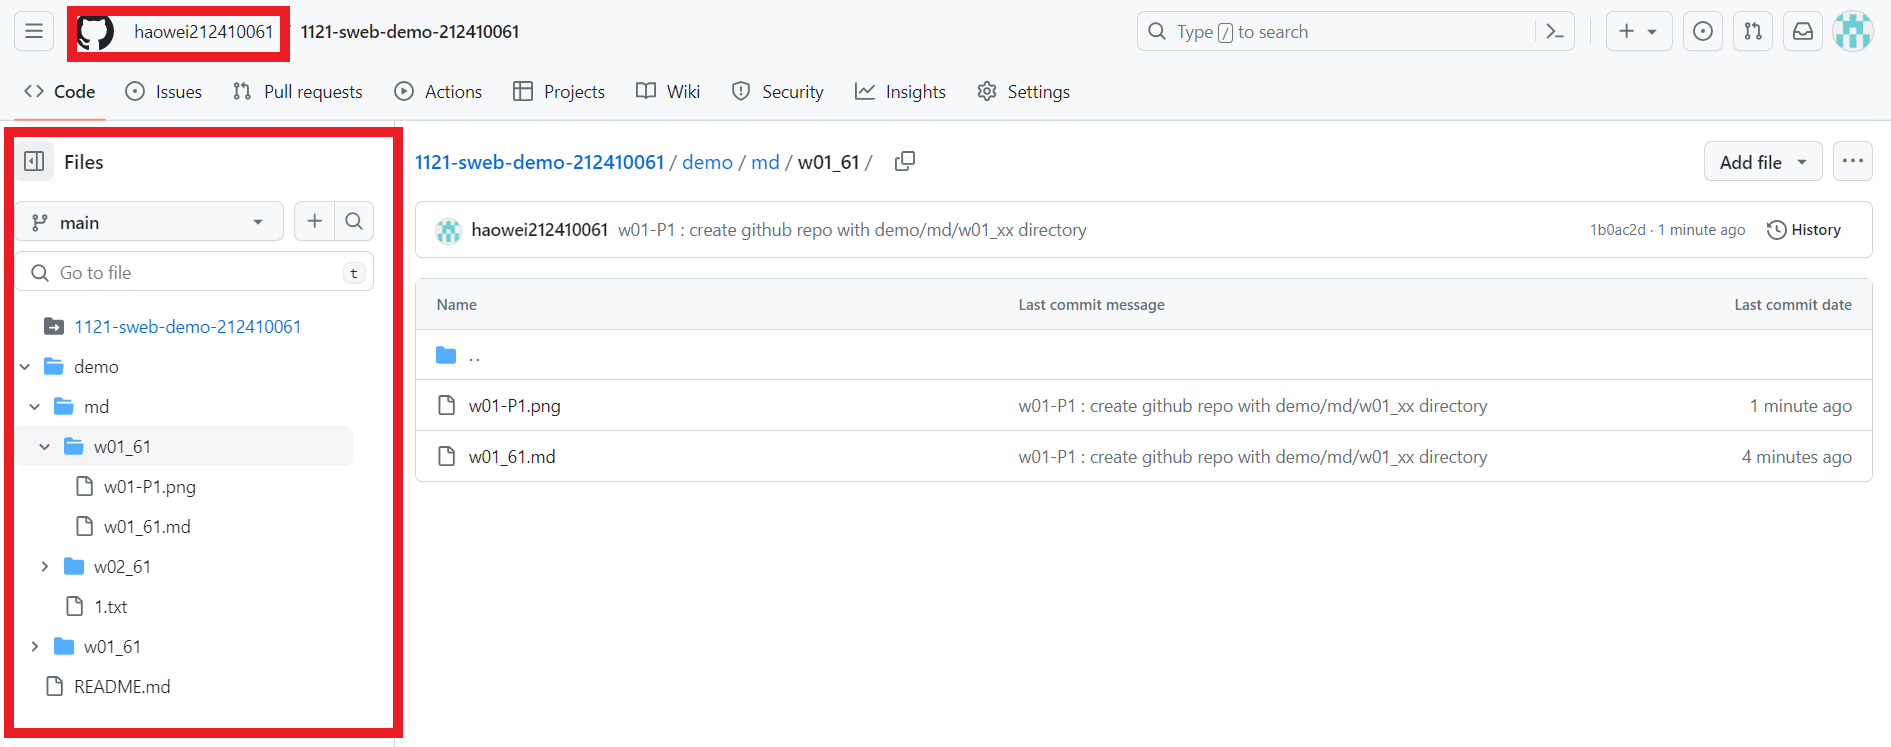 haowei212410061 / 1121-sweb-demo-212410061
Type / to search
Code Issues Pull requests Actions Projects Wiki Security Insights Settings
Files
main
Go to file t
1121-sweb-demo-212410061
demo
md
w01_61
w01-P1.png
w01_61.md
w02_61
1.txt
w01_61
README.md
1121-sweb-demo-212410061 / demo / md / w01_61 /
Add file
haowei212410061 w01-P1 : create github repo with demo/md/w01_xx directory
1b0ac2d · 1 minute ago History
Name Last commit message Last commit date
..
w01-P1.png w01-P1 : create github repo with demo/md/w01_xx directory 1 minute ago
w01_61.md w01-P1 : create github repo with demo/md/w01_xx directory 4 minutes ago